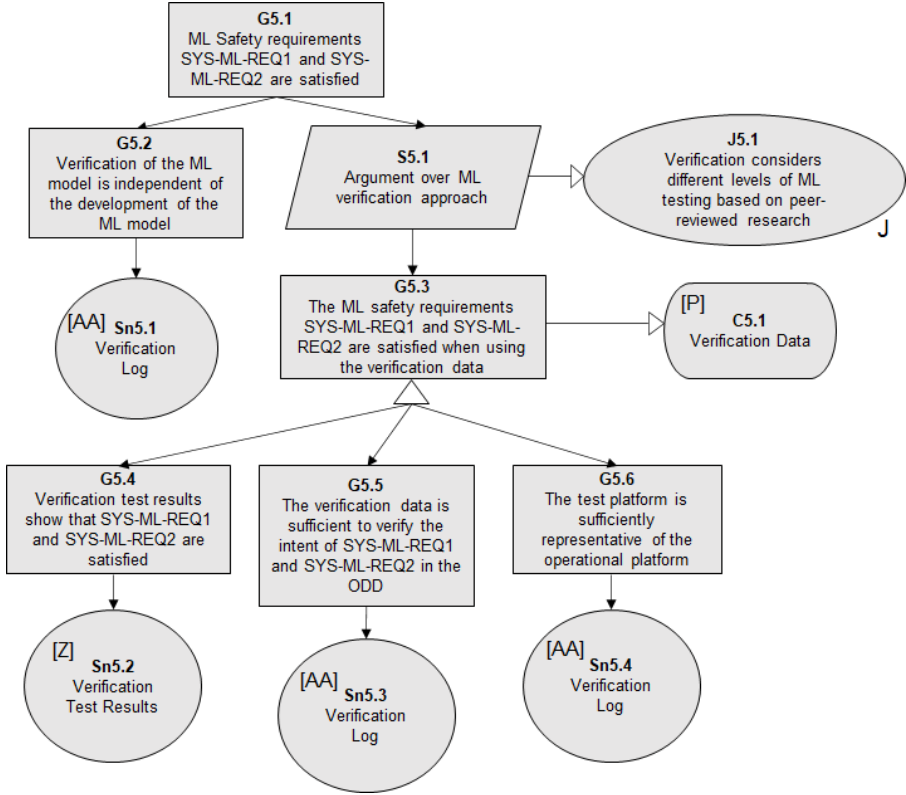 G5.1
ML Safety requirements
SYS-ML-REQ1 and SYS-
ML-REQ2 are satisfied
G5.2
Verification of the ML
model is independent of
the development of the
ML model
S5.1
Argument over ML
verification approach
J5.1
Verification considers
different levels of ML
testing based on peer-
reviewed research
J
[AA]
Sn5.1
Verification
Log
G5.3
The ML safety requirements
SYS-ML-REQ1 and SYS-ML-
REQ2 are satisfied when using
the verification data
[P]
C5.1
Verification Data
G5.4
Verification test results
show that SYS-ML-REQ1
and SYS-ML-REQ2 are
satisfied
G5.5
The verification data is
sufficient to verify the
intent of SYS-ML-REQ1
and SYS-ML-REQ2 in the
ODD
G5.6
The test platform is
sufficiently
representative of the
operational platform
[Z]
Sn5.2
Verification
Test Results
[AA]
Sn5.3
Verification
Log
[AA]
Sn5.4
Verification
Log